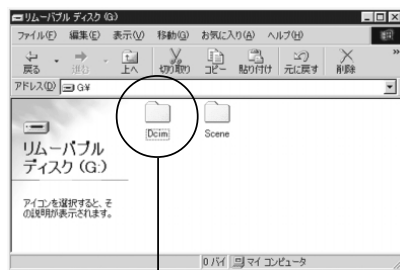 リムーバブル ディスク (G:)
ファイル(F) 編集(E) 表示(V) 移動(G) お気に入り(A) ヘルプ(H)
戻る 進む 上へ 切り取り コピー 貼り付け 元に戻す 削除
アドレス(D) G:¥
リムーバブル
ディスク (G:)
Dcim Scene
アイコンを選択すると、そ
の説明が表示されます。
0 バイト マイ コンピュータ